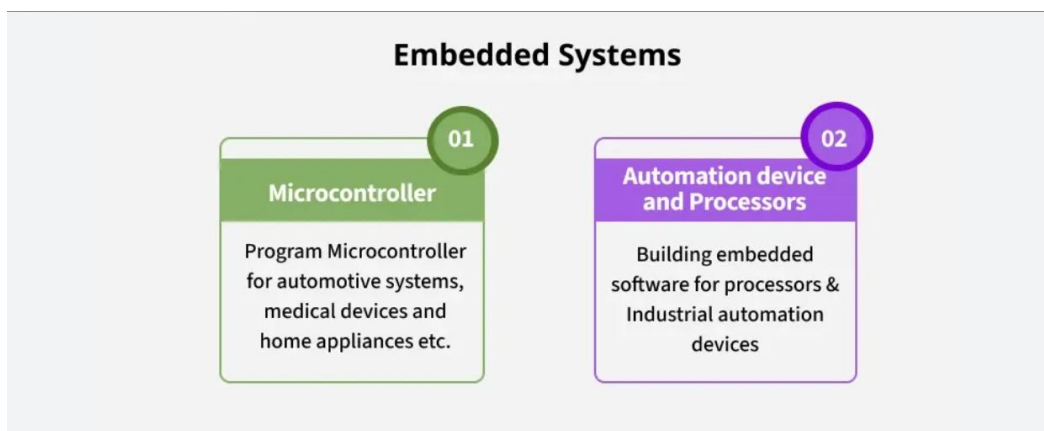 Embedded Systems
01
Microcontroller
Program Microcontroller
for automotive systems,
medical devices and
home appliances etc.
02
Automation device
and Processors
Building embedded
software for processors &
Industrial automation
devices